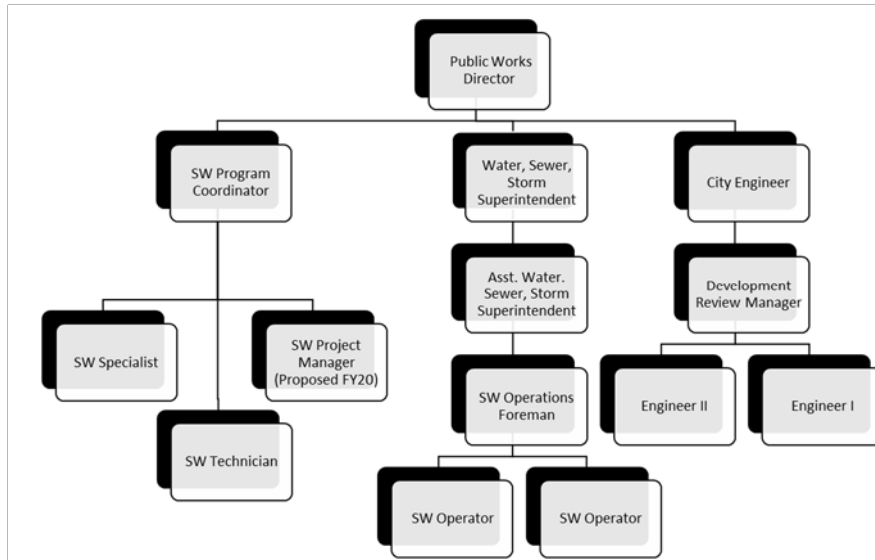 Public Works
Director
SW Program
Coordinator
Water, Sewer,
Storm
Superintendent
City Engineer
Asst. Water.
Sewer, Storm
Superintendent
Development
Review Manager
SW Specialist
SW Project
Manager
(Proposed FY20)
SW Operations
Foreman
Engineer II
Engineer I
SW Technician
SW Operator
SW Operator